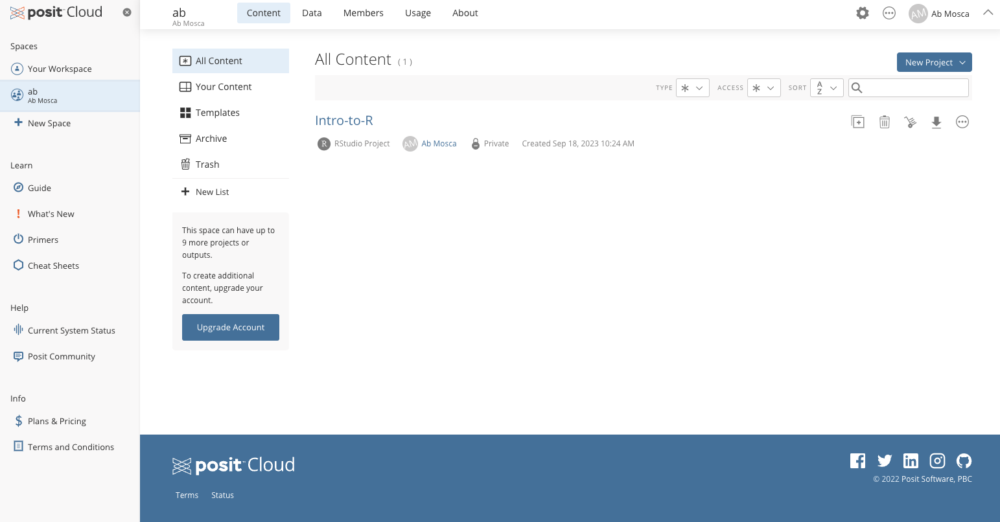 posit™ Cloud
Spaces
Your Workspace
ab
Ab Mosca
New Space
Learn
Guide
What's New
Primers
Cheat Sheets
Help
Current System Status
Posit Community
Info
Plans & Pricing
Terms and Conditions
ab
Ab Mosca
Content Data Members Usage About
AM Ab Mosca
All Content
Your Content
Templates
Archive
Trash
New List
This space can have up to
9 more projects or
outputs.
To create additional
content, upgrade your
account.
Upgrade Account
All Content ( 1 )
New Project
TYPE * ACCESS * SORT A Z
Intro-to-R
R RStudio Project AM Ab Mosca Private Created Sep 18, 2023 10:24 AM
posit™ Cloud
Terms Status
© 2022 Posit Software, PBC